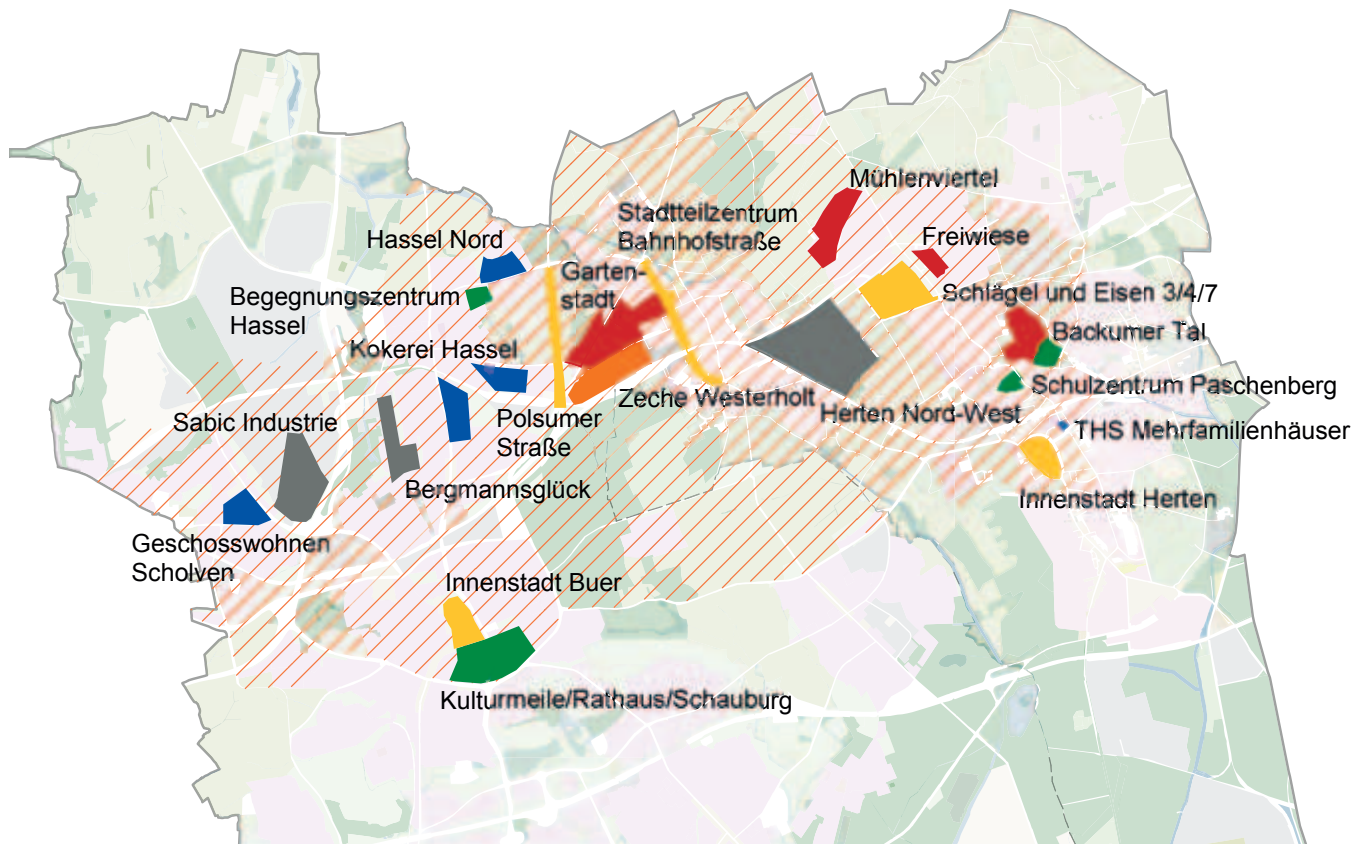 Mühlenviertel
Stadtteilzentrum
Bahnhofstraße
Freiwiese
Hassel Nord
Garten-
stadt
Begegnungszentrum
Hassel
Schlägel und Eisen 3/4/7
Backumer Tal
Kokerei Hassel
Schulzentrum Paschenberg
Zeche Westerholt
Herten Nord-West
Polsumer
Straße
Sabic Industrie
THS Mehrfamilienhäuser
Bergmannsglück
Innenstadt Herten
Geschosswohnen
Scholven
Innenstadt Buer
Kulturmeile/Rathaus/Schauburg